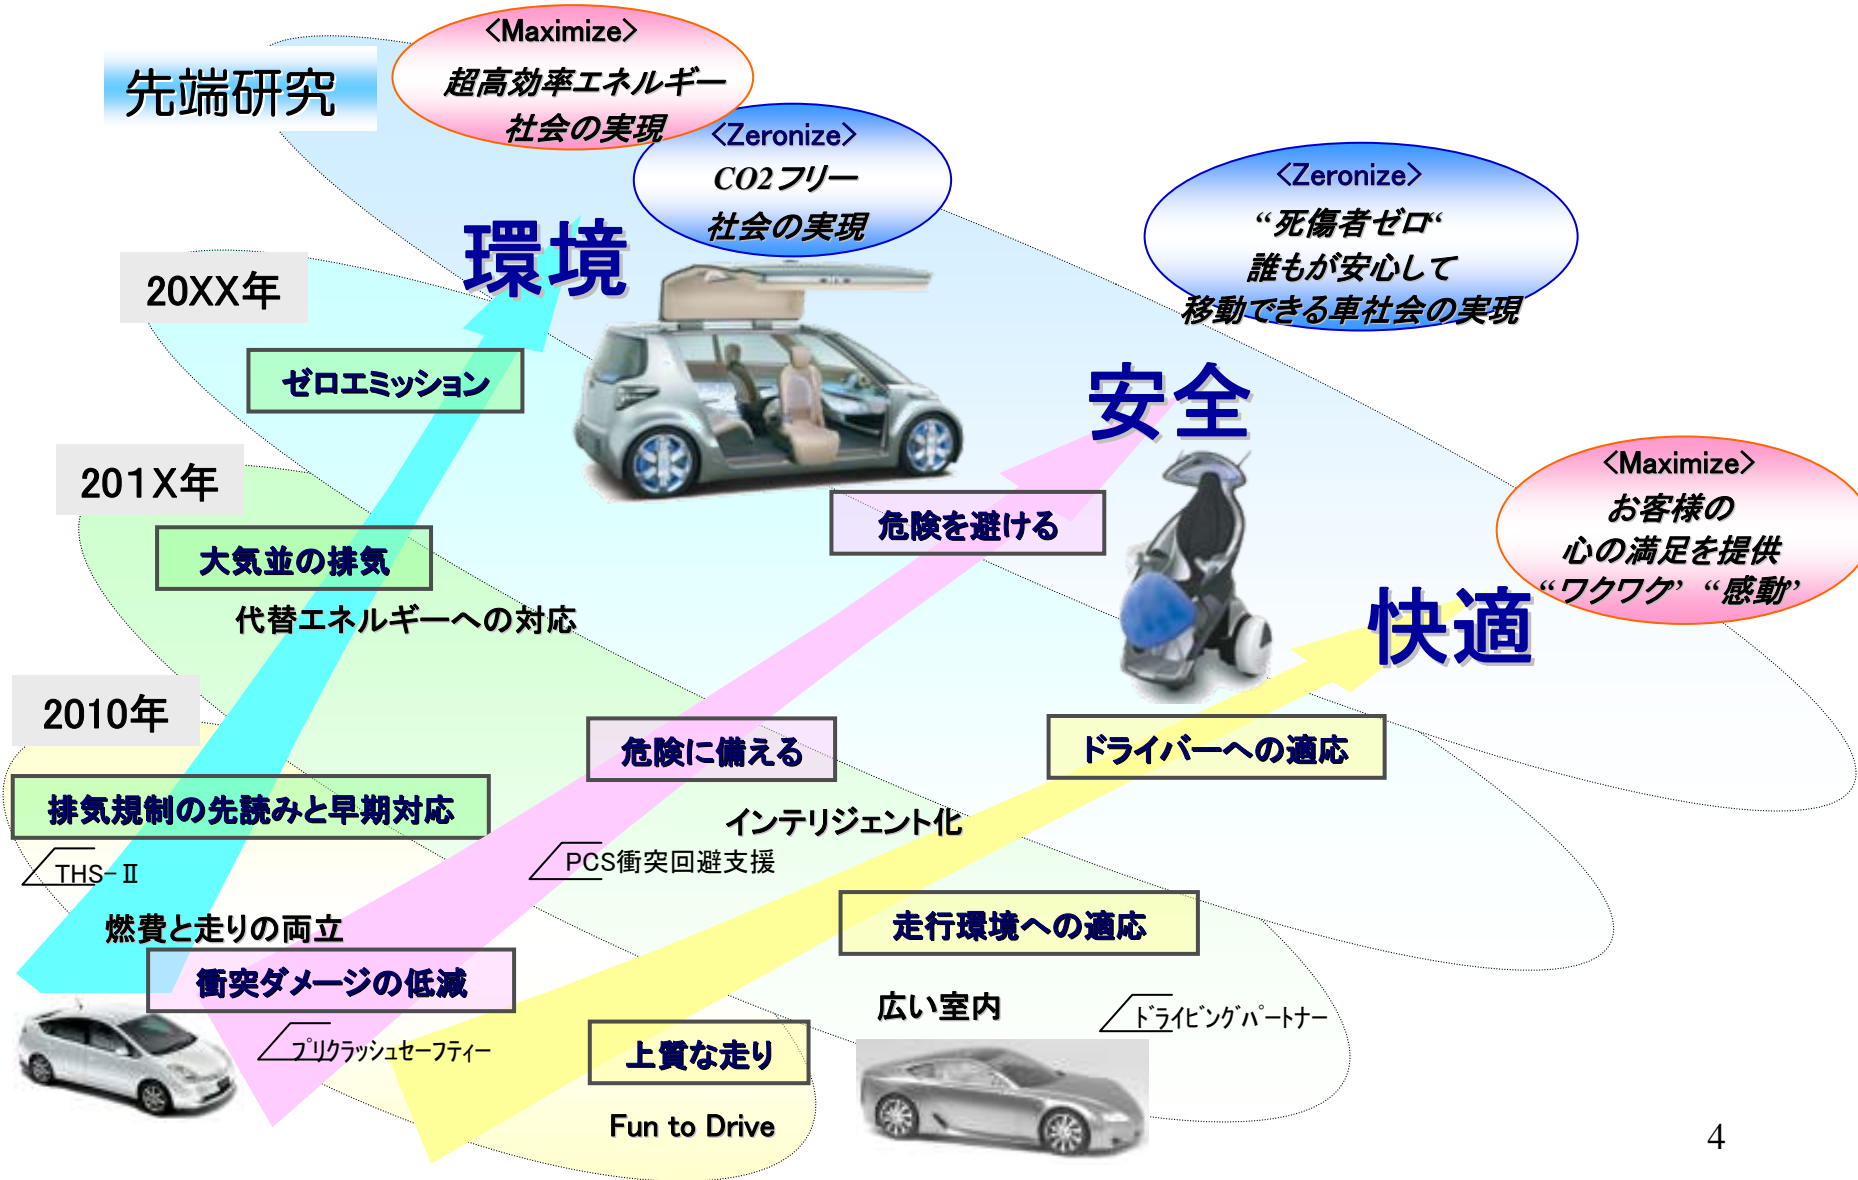 <Maximize>
超高効率エネルギー
社会の実現
先端研究
<Zeronize>
CO2フリー
社会の実現
<Zeronize>
“死傷者ゼロ“
誰もが安心して
移動できる車社会の実現
環境
20XX年
ゼロエミッション
安全
201X年
<Maximize>
お客様の
心の満足を提供
“ワクワク” “感動”
危険を避ける
大気並の排気
代替エネルギーへの対応
快適
2010年
危険に備える
ドライバーへの適応
排気規制の先読みと早期対応
インテリジェント化
THS-Ⅱ
PCS衝突回避支援
燃費と走りの両立
走行環境への適応
衝突ダメージの低減
広い室内
ﾄﾞﾗｲﾋﾞﾝｸﾞﾊﾟｰトナー
ﾌﾟﾘｸﾗｯｼｭｾｰﾌﾃｨｰ
上質な走り
Fun to Drive
4